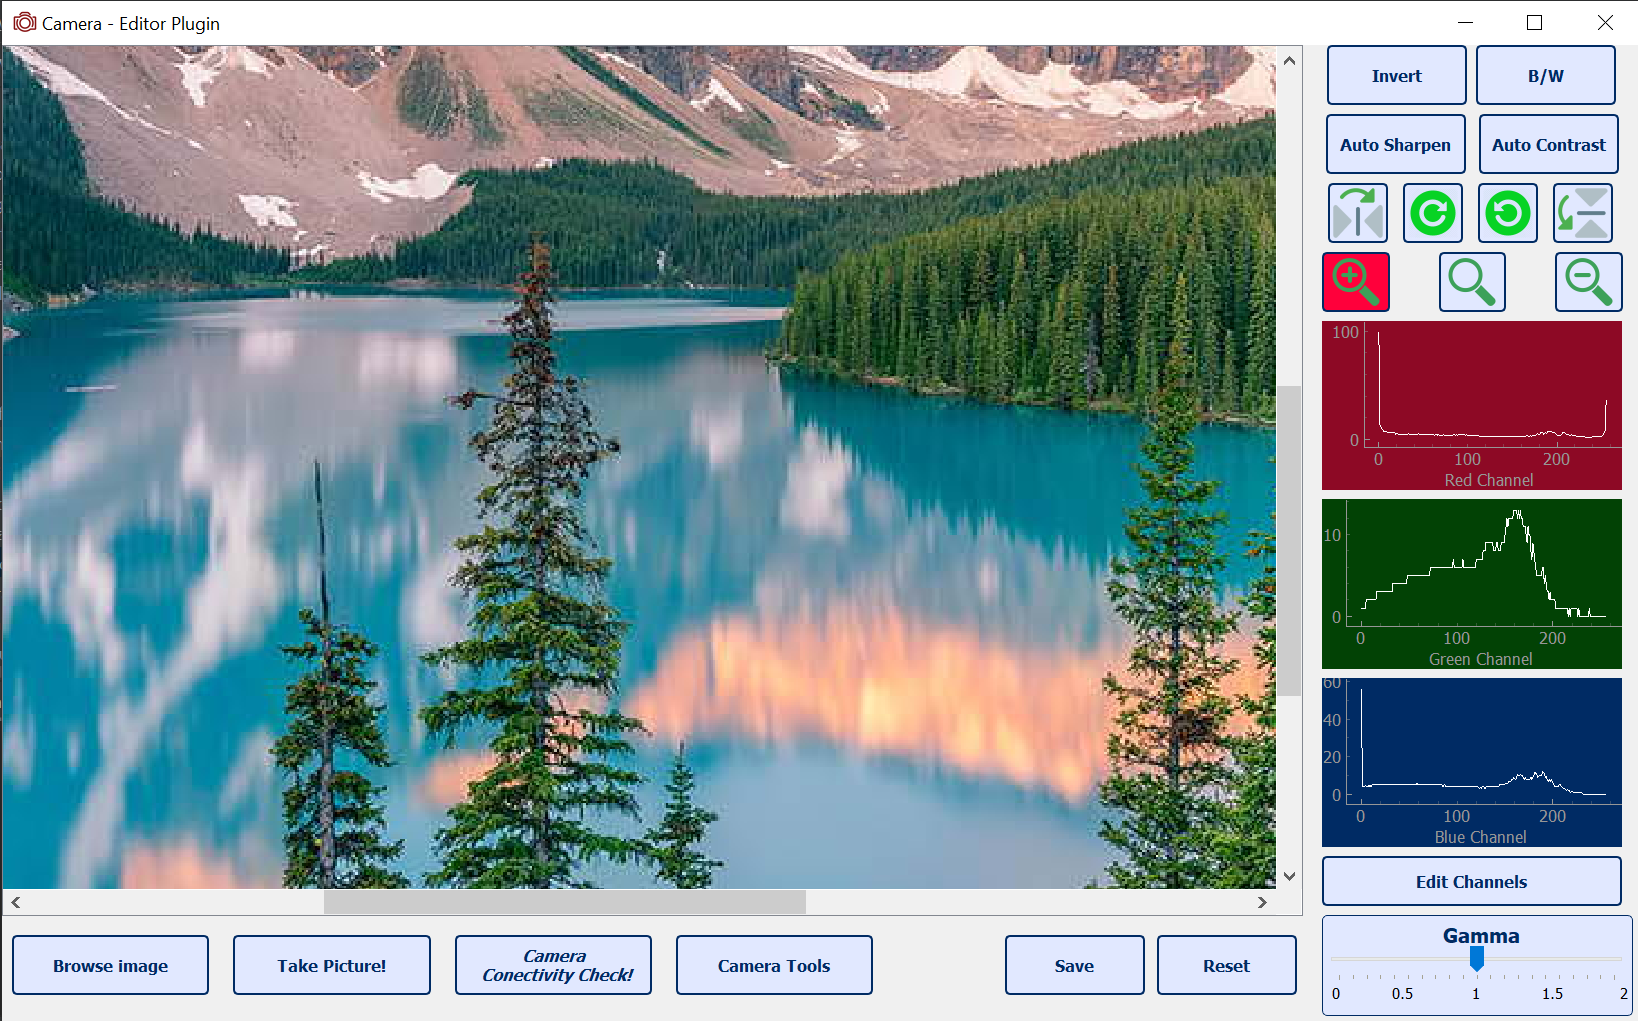 Camera - Editor Plugin
Invert
B/W
Auto Sharpen
Auto Contrast
100
0
0 100 200
Red Channel
10
0
0 100 200
Green Channel
60
40
20
0
0 100 200
Blue Channel
Edit Channels
Gamma
0 0.5 1 1.5 2
Browse image
Take Picture!
Camera
Conectivity Check!
Camera Tools
Save
Reset